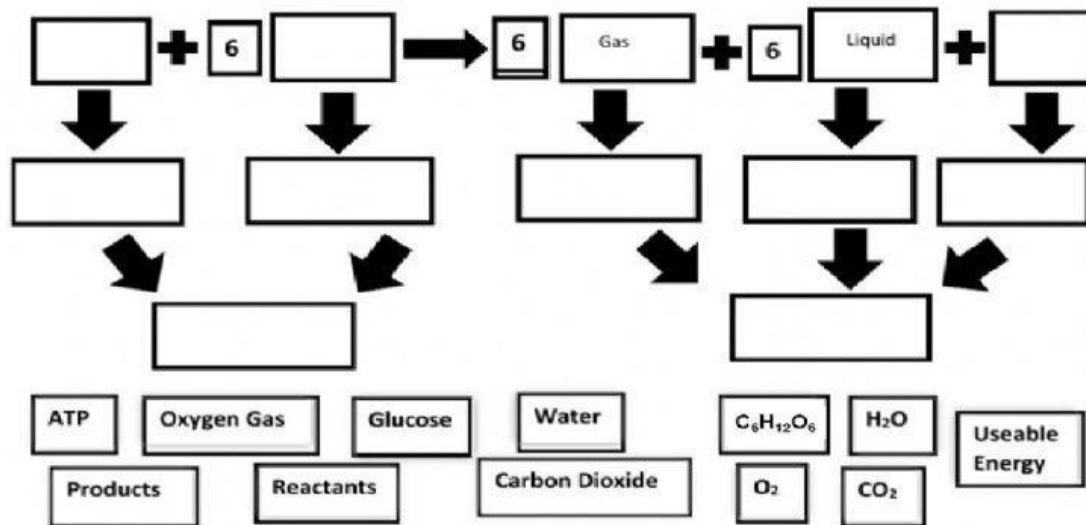 6 6 Gas 6 Liquid
ATP Oxygen Gas Glucose Water C₆H₁₂O₆ H₂O Useable
Energy
Products Reactants Carbon Dioxide O₂ CO₂